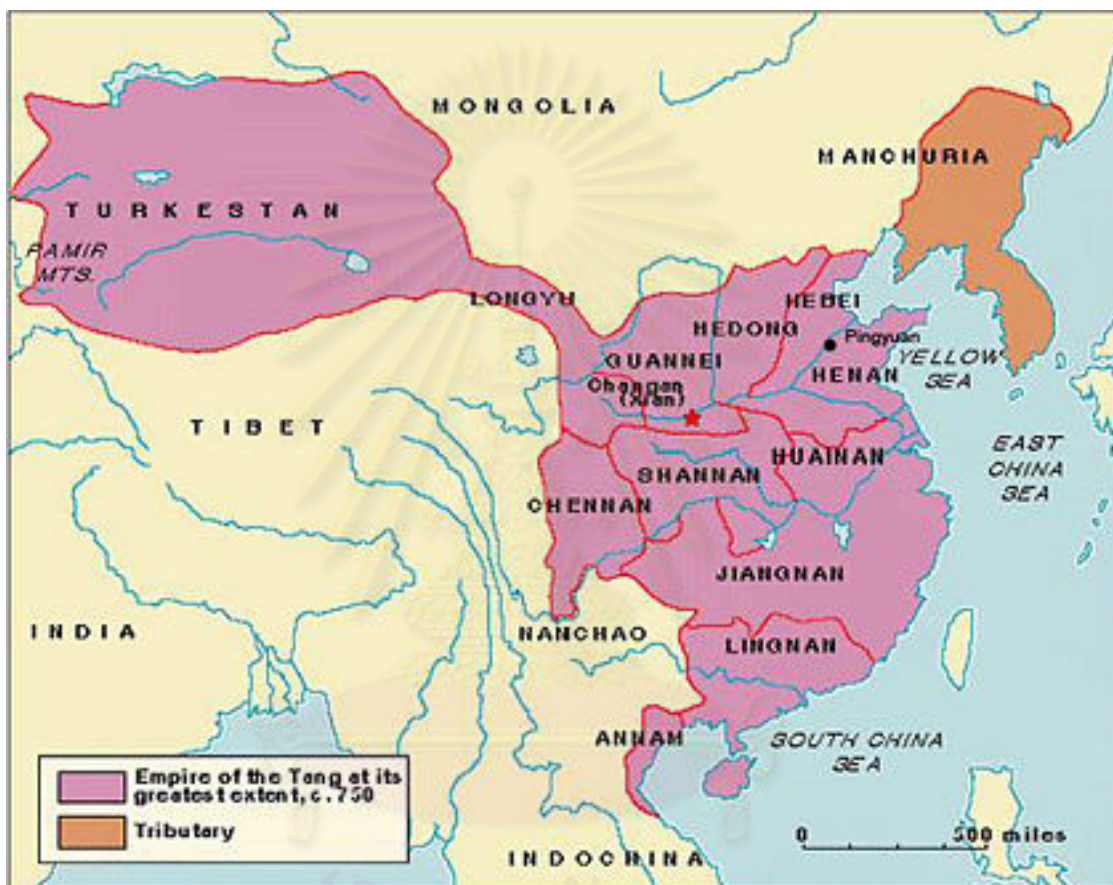 MONGOLIA
MANCHURIA
TURKESTAN
PAMIR
MTS.
LONGYU
HEBEI
HEDONG
Pingyuan
GUANNEI
YELLOW
SEA
HENAN
Changan
(Xian)
TIBET
EAST
CHINA
SEA
HUAINAN
SHANNAN
CHENNAN
JIANGNAN
INDIA
NANCHAO
LINGNAN
ANNAM
SOUTH CHINA
SEA
Empire of the Tang at its
greatest extent, c. 750
Tributary
0 500 miles
INDOCHINA